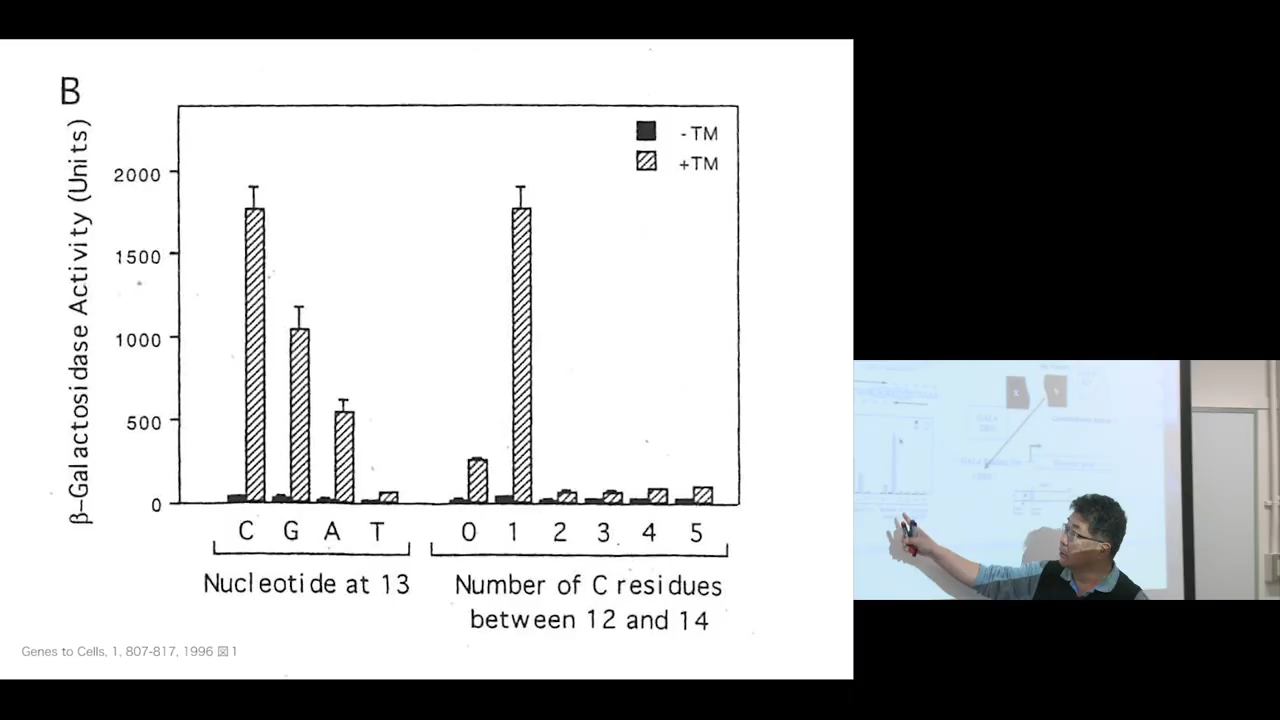 B
-TM
+TM
β-Galactosidase Activity (Units)
2000
1500
1000
500
0
C G A T
0 1 2 3 4 5
Nucleotide at 13
Number of C residues
between 12 and 14
Genes to Cells, 1, 807-817, 1996 図1